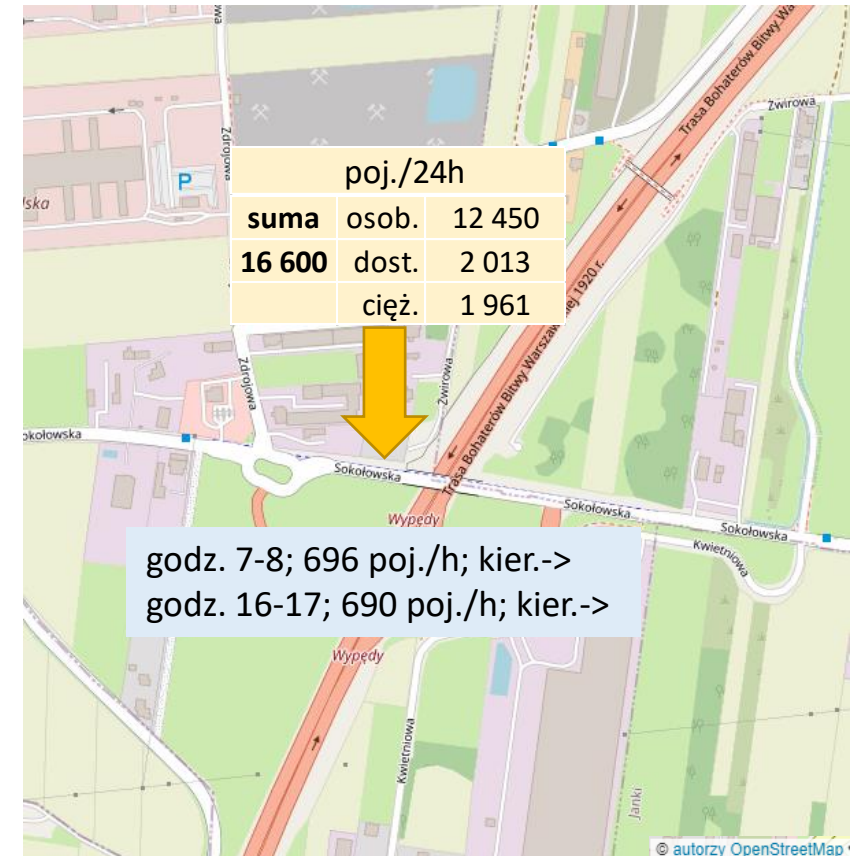 Zdrojowa
Żwirowa
Trasa Bohaterów Bitwy Wa
P
poj./24h
suma osob. 12 450
16 600 dost. 2 013
cięż. 1 961
Zdrojowa
Żwirowa
Trasa Bohaterów Bitwy Warszawskiej 1920 r.
Sokołowska
Sokołowska
Sokołowska
Wypędy
Kwietniowa
godz. 7-8; 696 poj./h; kier.->
godz. 16-17; 690 poj./h; kier.->
Wypędy
Kwietniowa
Janki
© autorzy OpenStreetMap